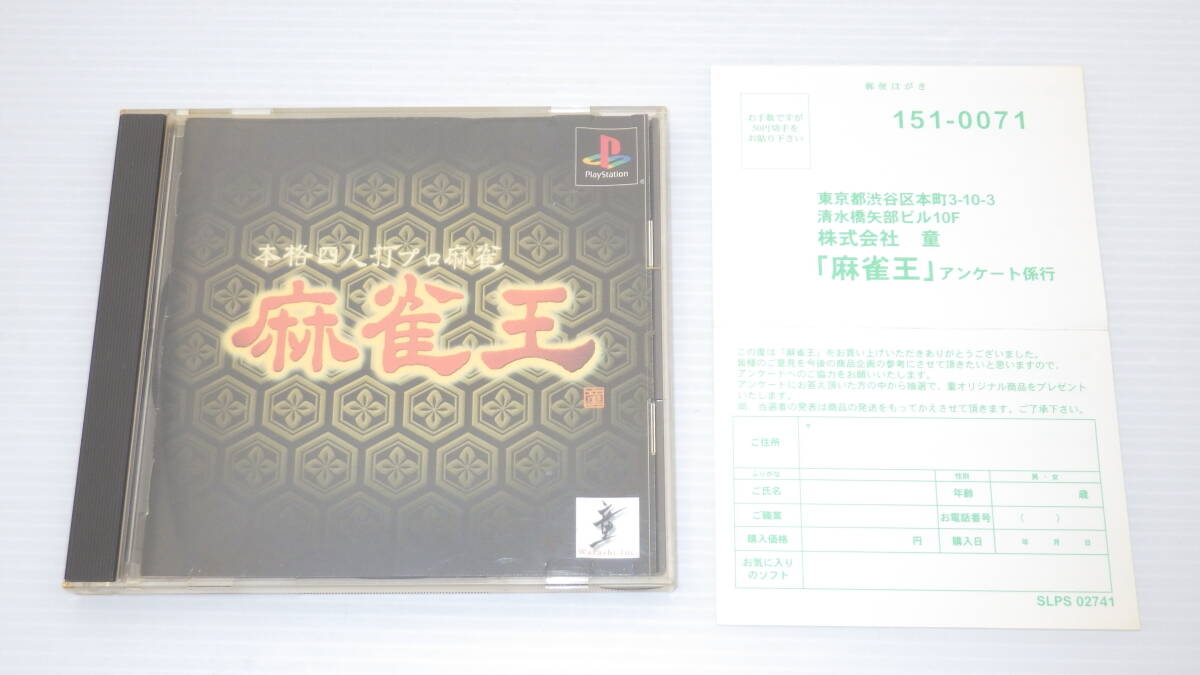 PlayStation
本格四人打プロ麻雀
麻雀王
童
童
Warashi Inc.
郵便はがき
お手数ですが
50円切手を
お貼り下さい
151-0071
東京都渋谷区本町3-10-3
清水橋矢部ビル10F
株式会社 童
「麻雀王」アンケート係行
この度は「麻雀王」をお買い上げいただきありがとうございました。
皆様のご意見を今後の商品企画の参考にさせて頂きたいと思いますので、
アンケートへのご協力をお願いいたします。
アンケートにお答え頂いた方の中から抽選で、童オリジナル商品をプレゼント
いたします。
尚、当選者の発表は商品の発送をもってかえさせて頂きます。ご了承下さい。
ご住所
〒
ふりがな
性別
男・女
ご氏名
年齢
歳
ご職業
お電話番号
( )
購入価格
円
購入日
年 月 日
お気に入り
のソフト
SLPS 02741